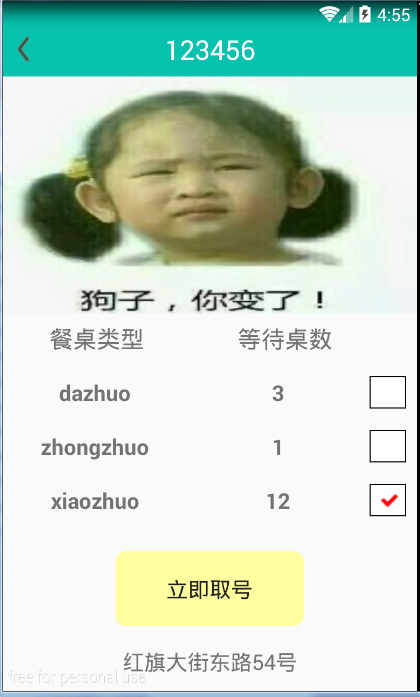 4:55
123456
狗子，你变了！
餐桌类型 等待桌数
dazhuo 3
zhongzhuo 1
xiaozhuo 12
立即取号
红旗大街东路54号
free for personal use